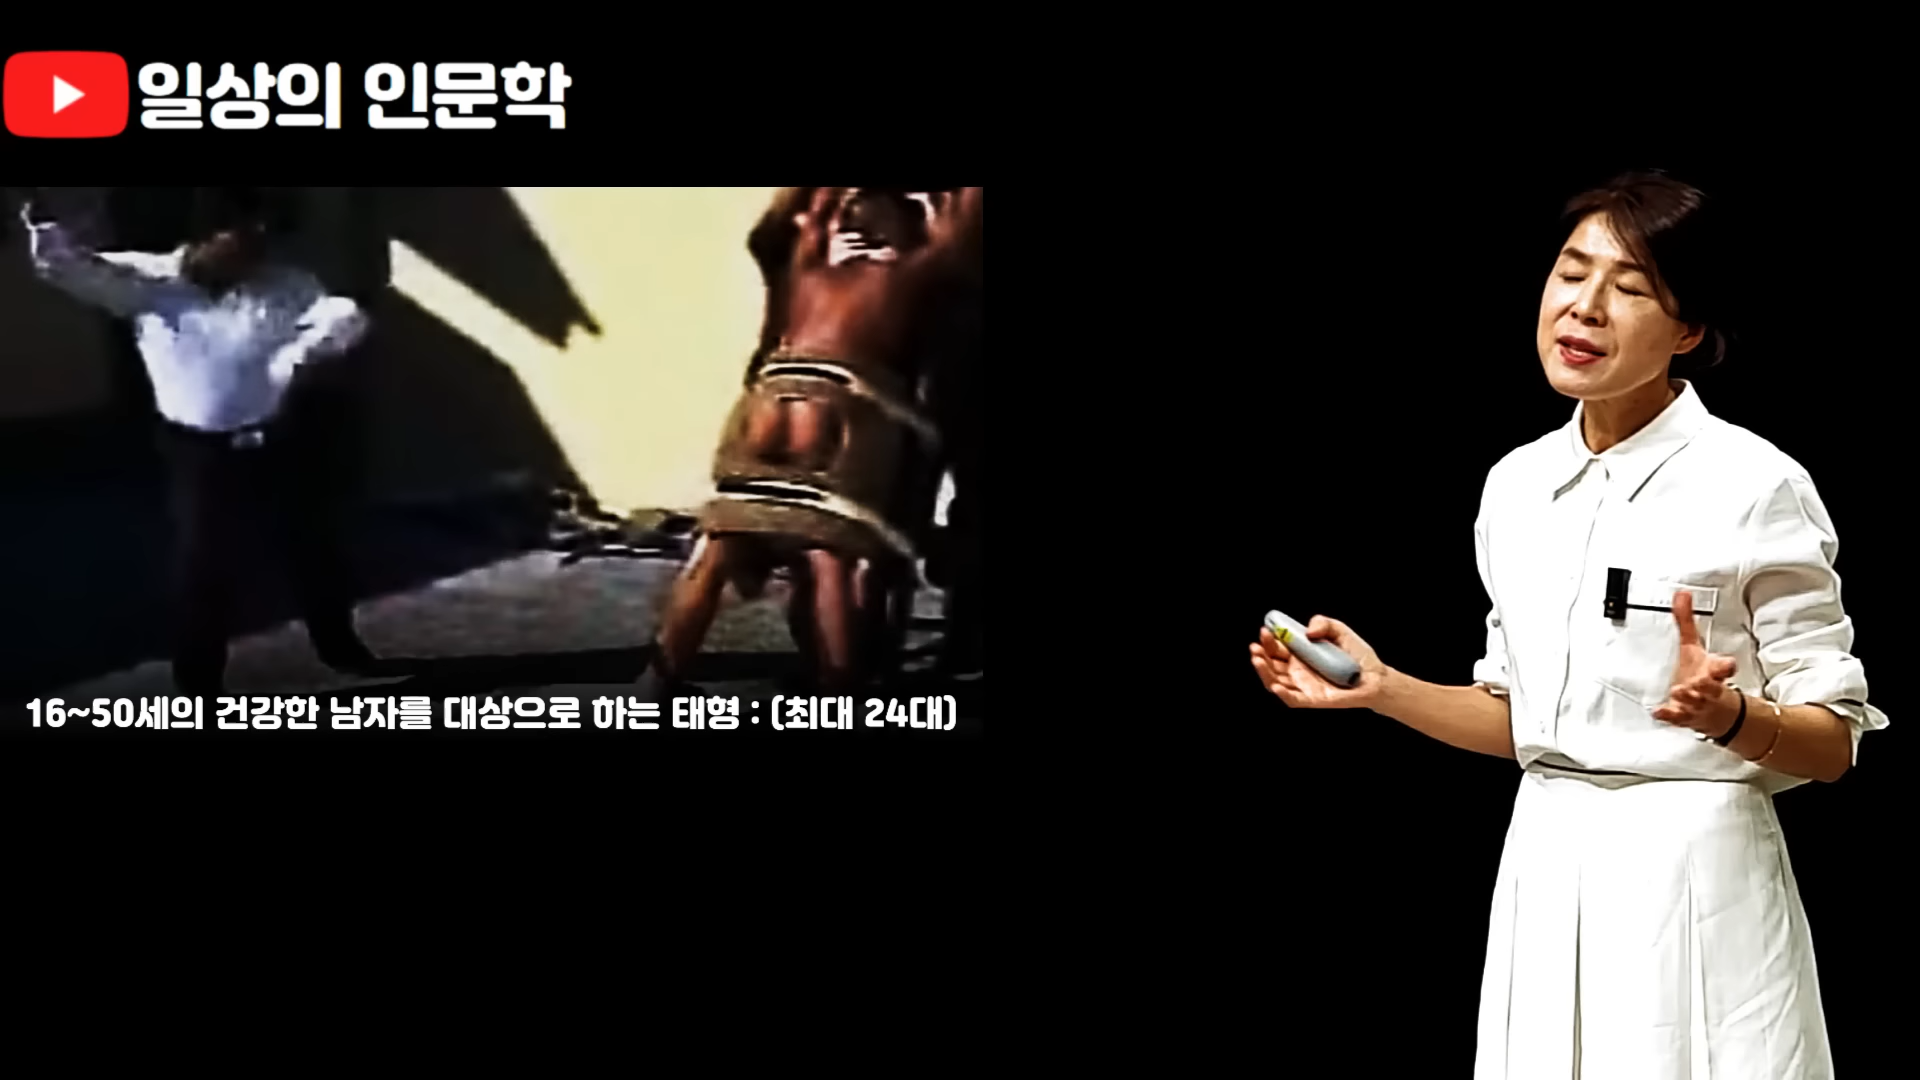 일상의 인문학
16~50세의 건강한 남자를 대상으로 하는 태형 : (최대 24대)